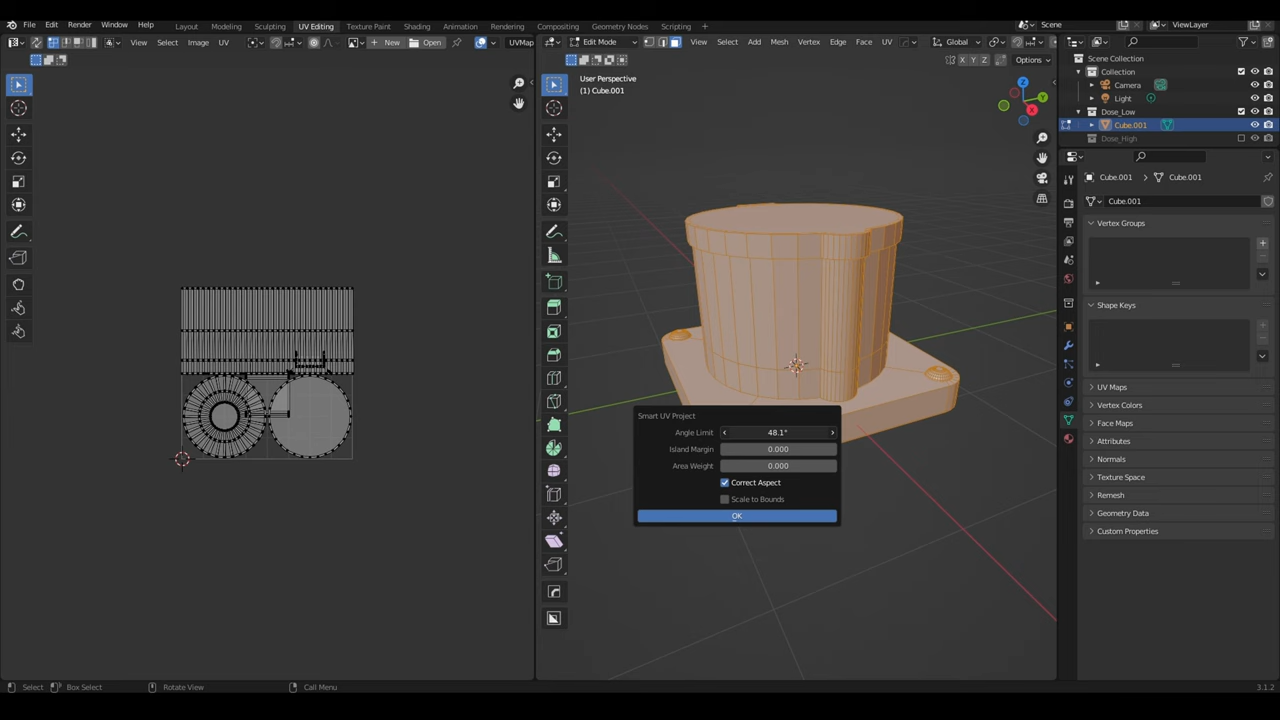 File Edit Render Window Help Layout Modeling Sculpting UV Editing Texture Paint Shading Animation Rendering Compositing Geometry Nodes Scripting + Scene ViewLayer
View Select Image UV New Open UVMap Edit Mode View Select Add Mesh Vertex Edge Face UV Global
X Y Z Options
User Perspective
(1) Cube.001
Z
Y
X
Scene Collection
Collection
Camera
Light
Dose_Low
Cube.001
Dose_High
Cube.001 Cube.001
Cube.001
Vertex Groups
Shape Keys
UV Maps
Vertex Colors
Face Maps
Attributes
Normals
Texture Space
Remesh
Geometry Data
Custom Properties
Smart UV Project
Angle Limit 48.1°
Island Margin 0.000
Area Weight 0.000
Correct Aspect
Scale to Bounds
OK
Select Box Select Rotate View Call Menu 3.1.2